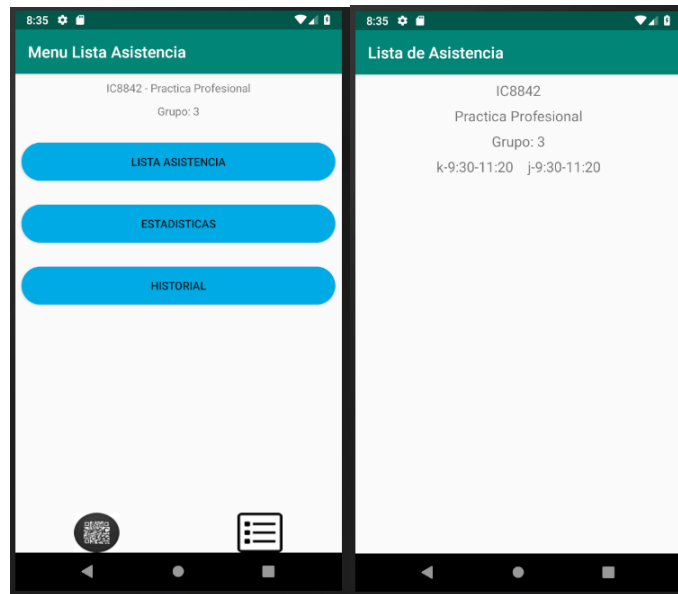 8:35
Menu Lista Asistencia
IC8842 - Practica Profesional
Grupo: 3
LISTA ASISTENCIA
ESTADISTICAS
HISTORIAL
8:35
Lista de Asistencia
IC8842
Practica Profesional
Grupo: 3
k-9:30-11:20 j-9:30-11:20